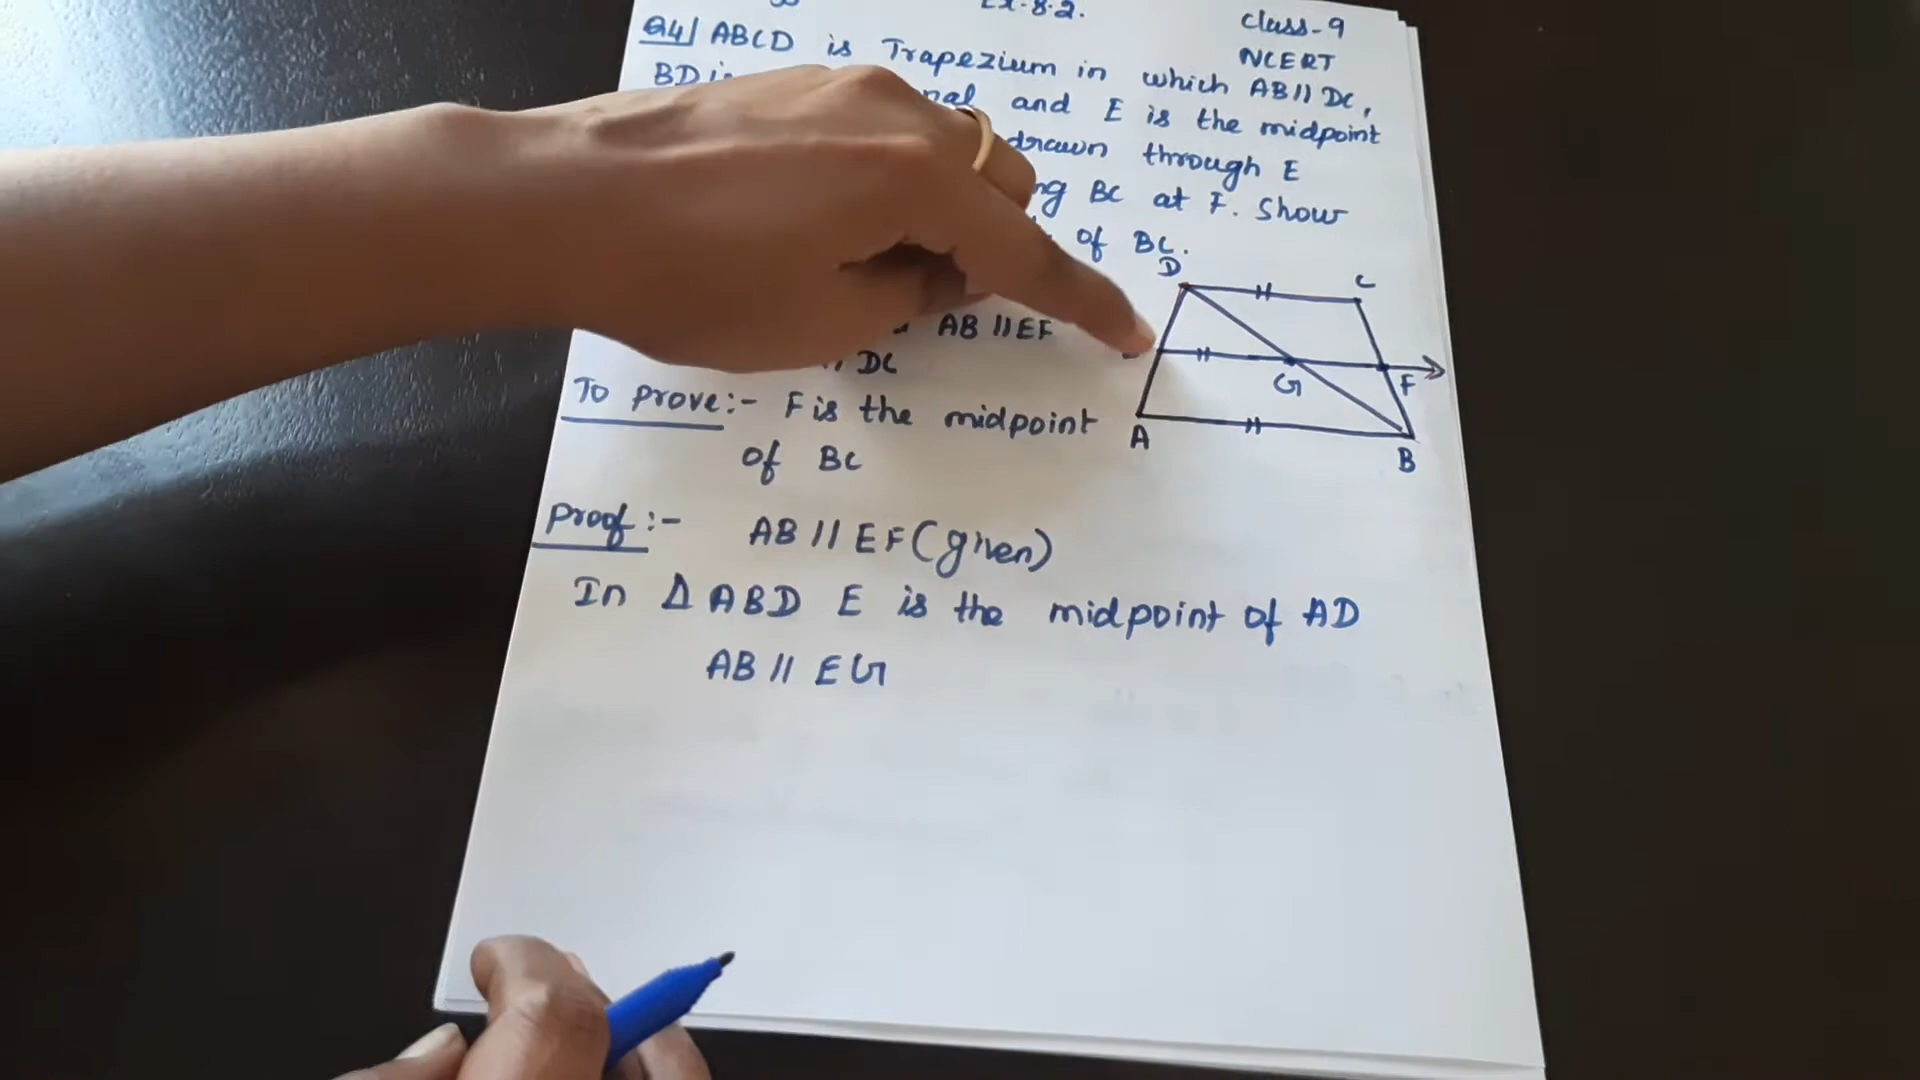 Ex-8.2.
class-9
NCERT
Q4| ABCD is Trapezium in which AB || DC,
BD is and E is the midpoint
drawn through E
BC at F. Show
of BC.
D C
AB || EF
|| DC
G F
A B
To prove:- F is the midpoint
of BC
Proof:- AB || EF (given)
In Δ ABD E is the midpoint of AD
AB || EG